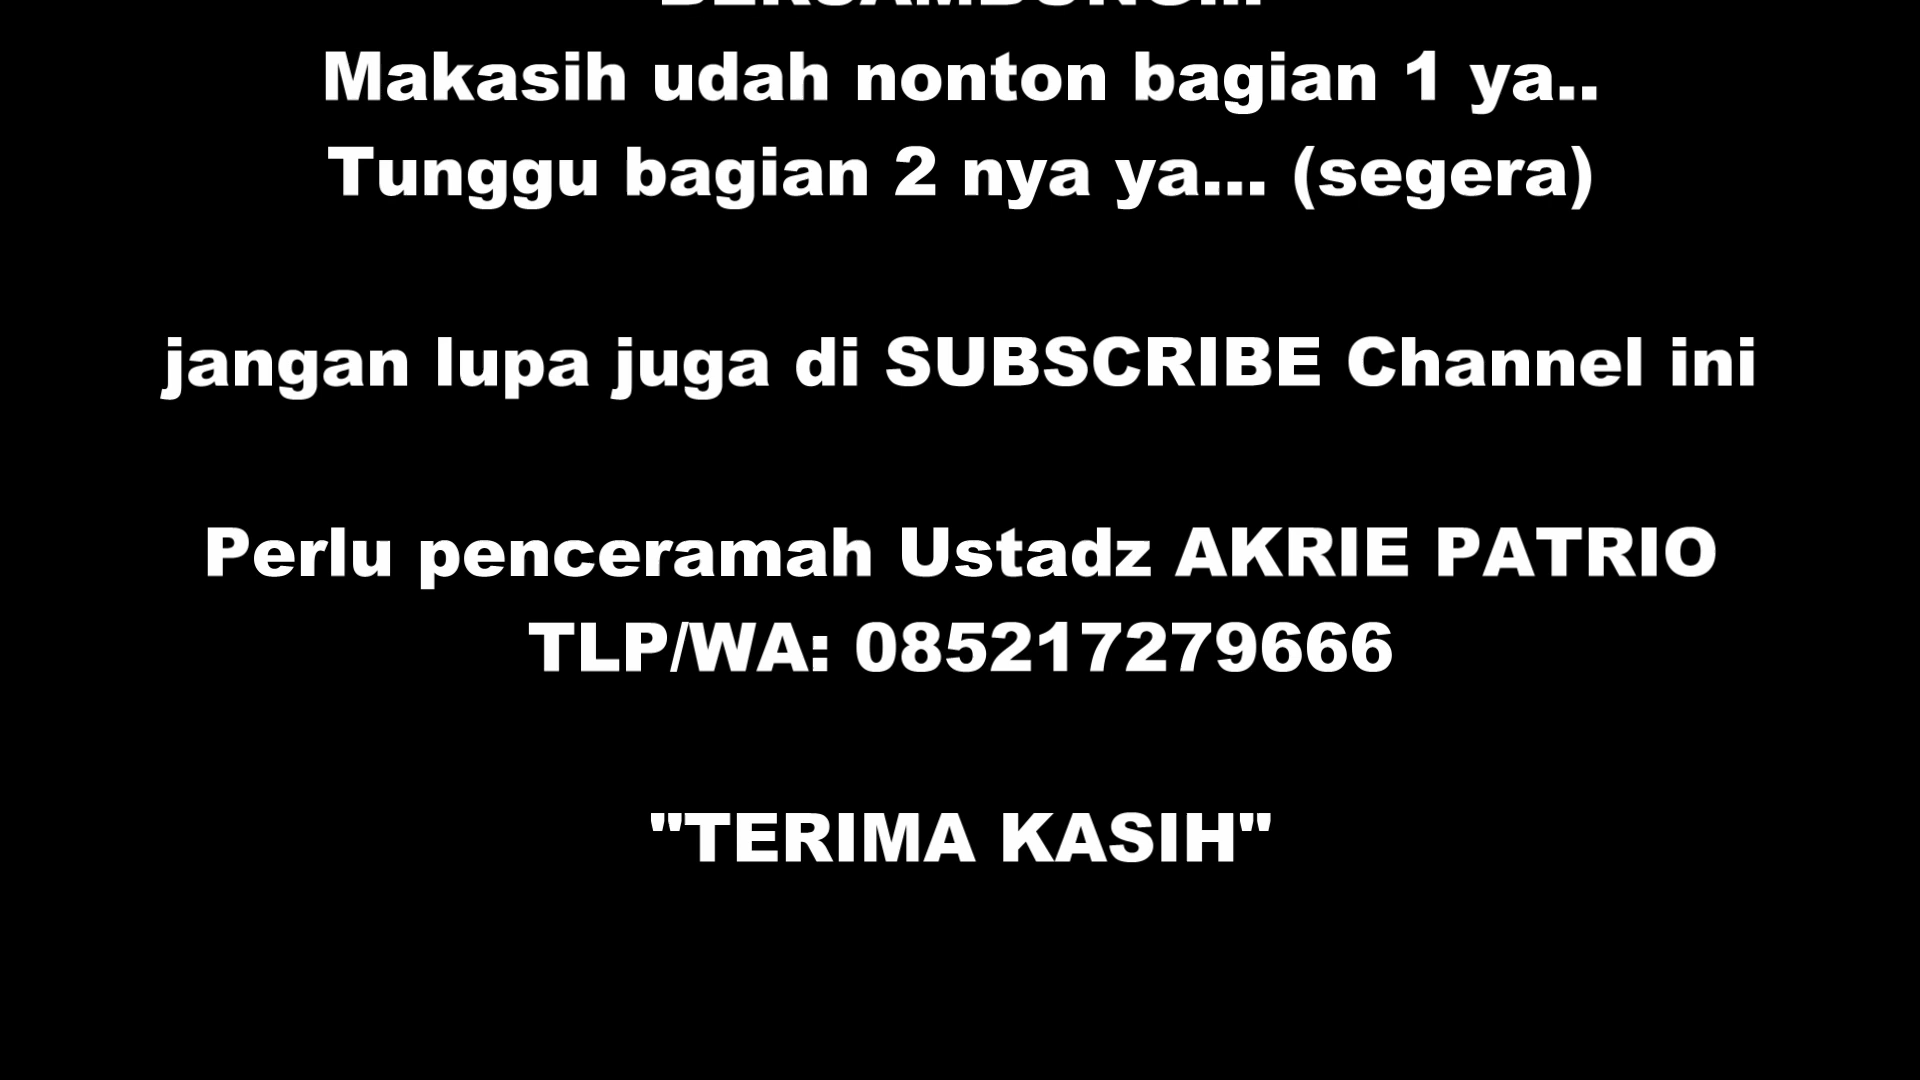 BERSAMBUNG...
Makasih udah nonton bagian 1 ya..
Tunggu bagian 2 nya ya... (segera)
jangan lupa juga di SUBSCRIBE Channel ini
Perlu penceramah Ustadz AKRIE PATRIO
TLP/WA: 085217279666
"TERIMA KASIH"